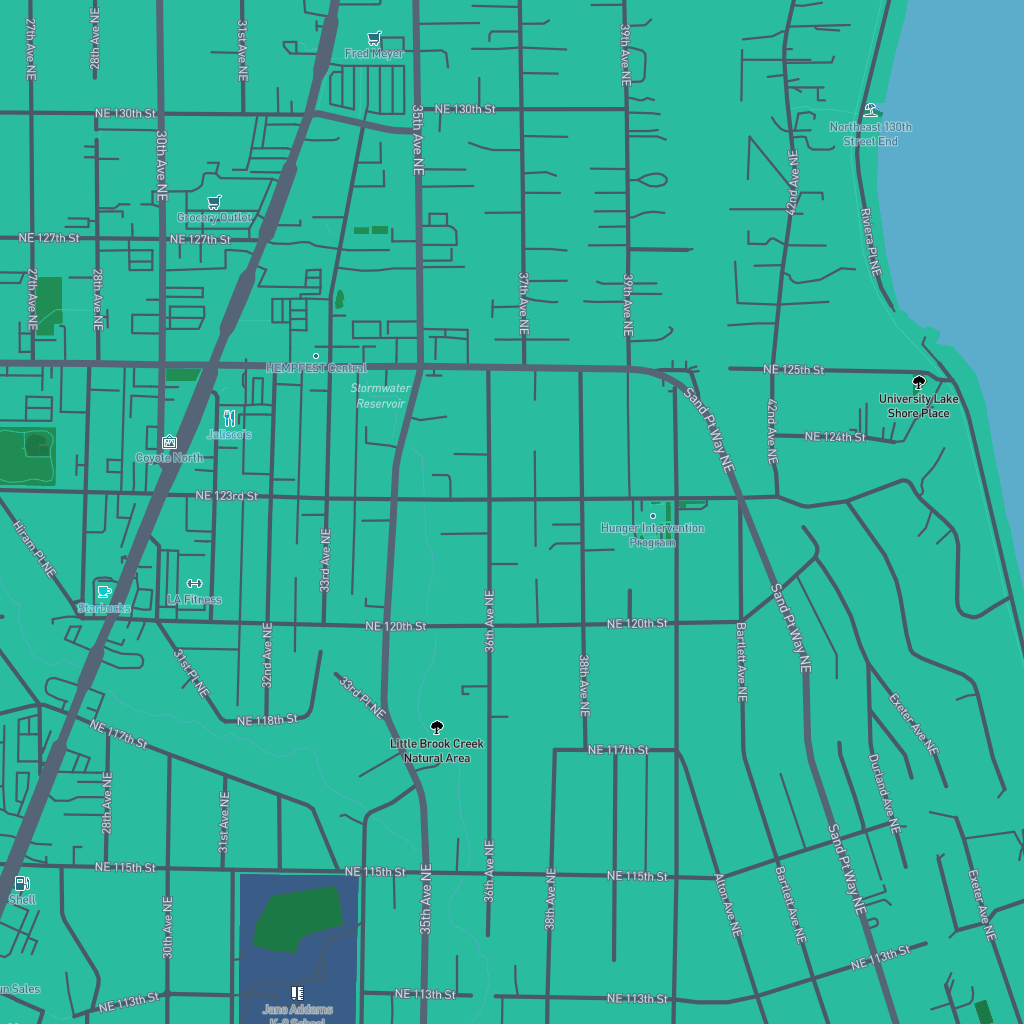 27th Ave NE
28th Ave NE
31st Ave NE
Fred Meyer
39th Ave NE
NE 130th St
NE 130th St
Northeast 130th
Street End
30th Ave NE
35th Ave NE
42nd Ave NE
Grocery Outlet
NE 127th St
NE 127th St
Riviera Pl NE
27th Ave NE
28th Ave NE
37th Ave NE
39th Ave NE
HEMPFEST Central
NE 125th St
Stormwater
Reservoir
University Lake
Shore Place
Jalisco's
Sand Pt Way NE
42nd Ave NE
NE 124th St
Coyote North
NE 123rd St
Hunger Intervention
Program
Hiram Pl NE
33rd Ave NE
LA Fitness
Starbucks
36th Ave NE
Sand Pt Way NE
NE 120th St
NE 120th St
32nd Ave NE
31st Pl NE
38th Ave NE
Bartlett Ave NE
33rd Pl NE
NE 118th St
NE 117th St
Little Brook Creek
Natural Area
NE 117th St
Exeter Ave NE
Durland Ave NE
28th Ave NE
31st Ave NE
Sand Pt Way NE
NE 115th St
NE 115th St
NE 115th St
36th Ave NE
35th Ave NE
38th Ave NE
Shell
30th Ave NE
Alton Ave NE
Bartlett Ave NE
Exeter Ave NE
NE 113th St
un Sales
NE 113th St
NE 113th St
NE 113th St
Jane Addams
K-8 School